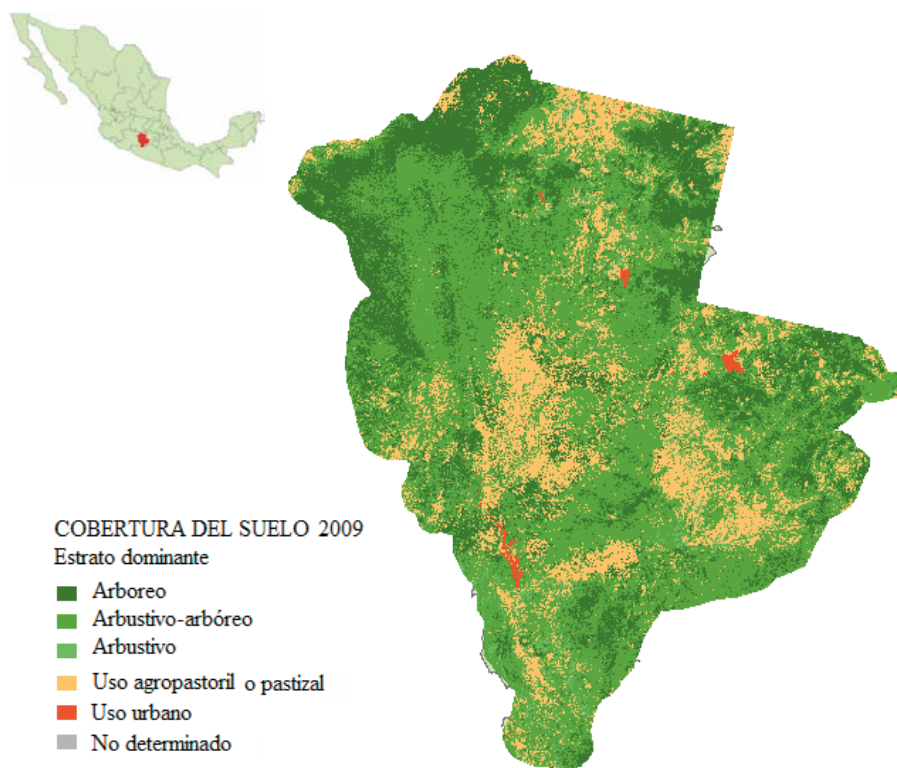 COBERTURA DEL SUELO 2009
Estrato dominante
Arboreo
Arbustivo-arbóreo
Arbustivo
Uso agropastoril o pastizal
Uso urbano
No determinado